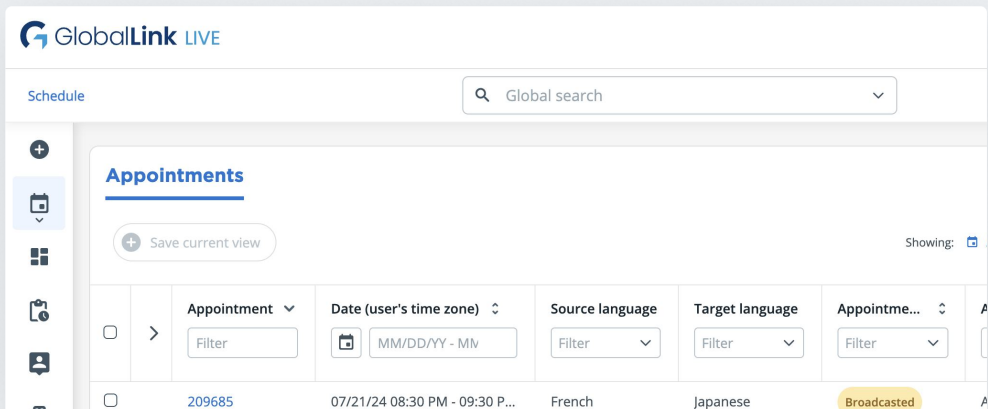 GlobalLink LIVE
Schedule
Global search
Appointments
Save current view
Showing:
Appointment
Date (user's time zone)
Source language
Target language
Appointme...
Filter
MM/DD/YY - MM
Filter
Filter
Filter
209685
07/21/24 08:30 PM - 09:30 P...
French
Japanese
Broadcasted